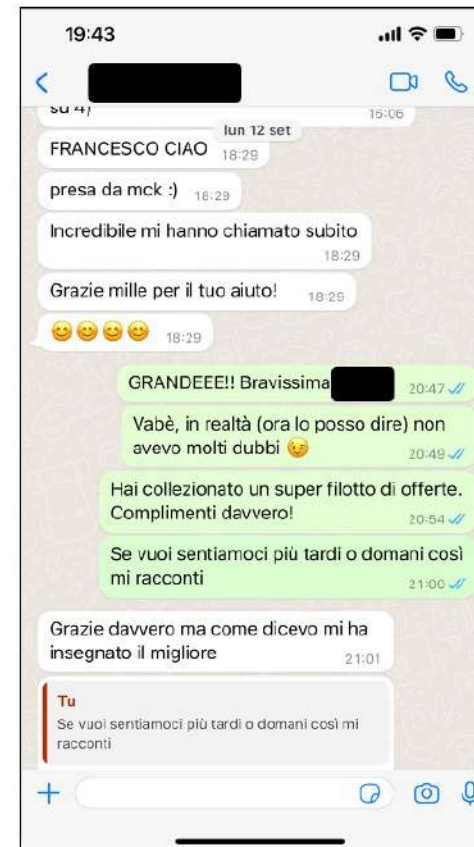 19:43
su 4)
16:06
lun 12 set
FRANCESCO CIAO 18:29
presa da mck :) 18:29
Incredibile mi hanno chiamato subito
18:29
Grazie mille per il tuo aiuto! 18:29
😊😊😊😊 18:29
GRANDEEE!! Bravissima 20:47
Vabè, in realtà (ora lo posso dire) non
avevo molti dubbi 😉 20:49
Hai collezionato un super filotto di offerte.
Complimenti davvero! 20:54
Se vuoi sentiamoci più tardi o domani così
mi racconti 21:00
Grazie davvero ma come dicevo mi ha
insegnato il migliore 21:01
Tu
Se vuoi sentiamoci più tardi o domani così mi
racconti